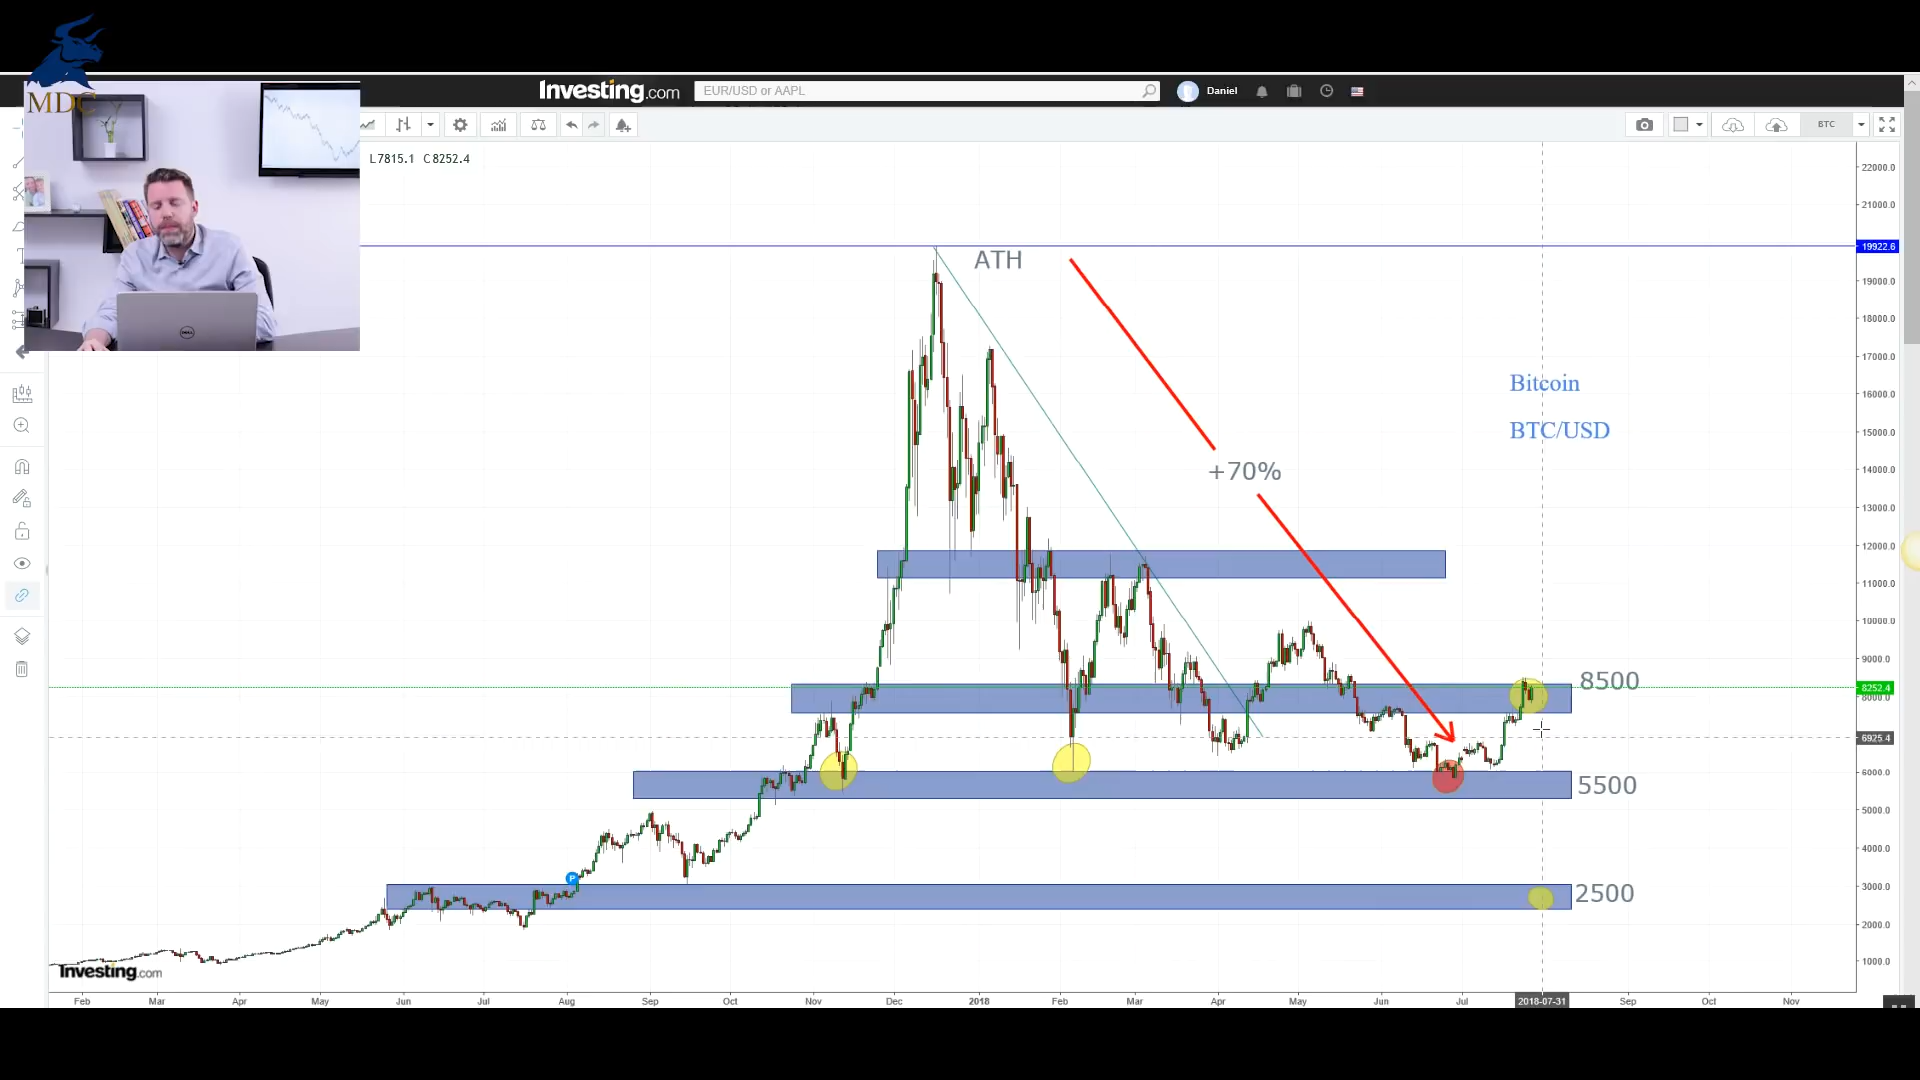 MDC
Investing.com
EUR/USD or AAPL
Daniel
BTC
L7815.1 C8252.4
22000.0
21000.0
19922.6
19000.0
18000.0
17000.0
16000.0
15000.0
14000.0
13000.0
12000.0
11000.0
10000.0
9000.0
8252.4
8000.0
6925.4
6000.0
5000.0
4000.0
3000.0
2000.0
1000.0
ATH
+70%
Bitcoin
BTC/USD
8500
5500
2500
P
DELL
Investing.com
Feb Mar Apr May Jun Jul Aug Sep Oct Nov Dec 2018 Feb Mar Apr May Jun Jul 2018-07-31 Sep Oct Nov